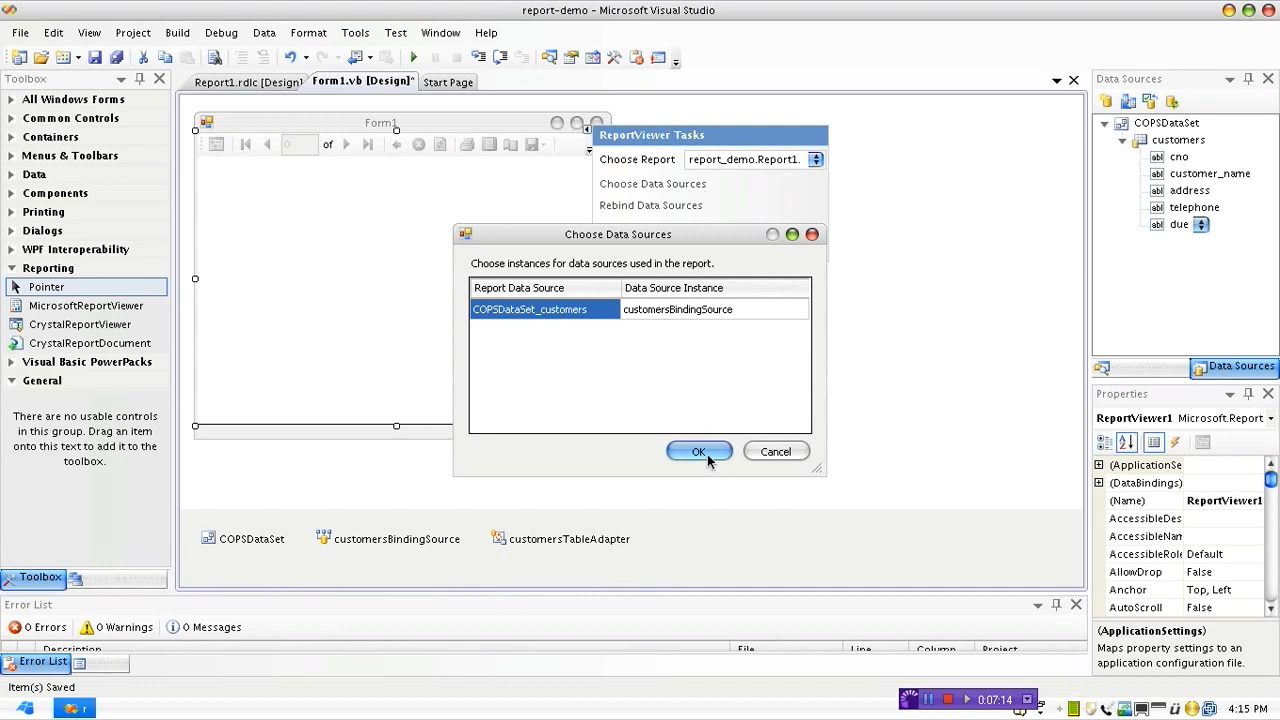 report-demo - Microsoft Visual Studio
File Edit View Project Build Debug Data Format Tools Test Window Help
Toolbox
All Windows Forms
Common Controls
Containers
Menus & Toolbars
Data
Components
Printing
Dialogs
WPF Interoperability
Reporting
Pointer
MicrosoftReportViewer
CrystalReportViewer
CrystalReportDocument
Visual Basic PowerPacks
General
There are no usable controls
in this group. Drag an item
onto this text to add it to the
toolbox.
Toolbox
Report1.rdlc [Design] Form1.vb [Design]* Start Page
Form1
0 of
ReportViewer Tasks
Choose Report report_demo.Report1.
Choose Data Sources
Rebind Data Sources
Choose Data Sources
Choose instances for data sources used in the report.
Report Data Source Data Source Instance
COPSDataSet_customers customersBindingSource
OK Cancel
COPSDataSet customersBindingSource customersTableAdapter
Data Sources
COPSDataSet
customers
cno
customer_name
address
telephone
due
Data Sources
Properties
ReportViewer1 Microsoft.Report
(ApplicationSe
(DataBindings)
(Name) ReportViewer1
AccessibleDes
AccessibleNam
AccessibleRole Default
AllowDrop False
Anchor Top, Left
AutoScroll False
(ApplicationSettings)
Maps property settings to an
application configuration file.
Error List
0 Errors 0 Warnings 0 Messages
Description File Line Column Project
Error List
Item(s) Saved
r
0:07:14
4:15 PM